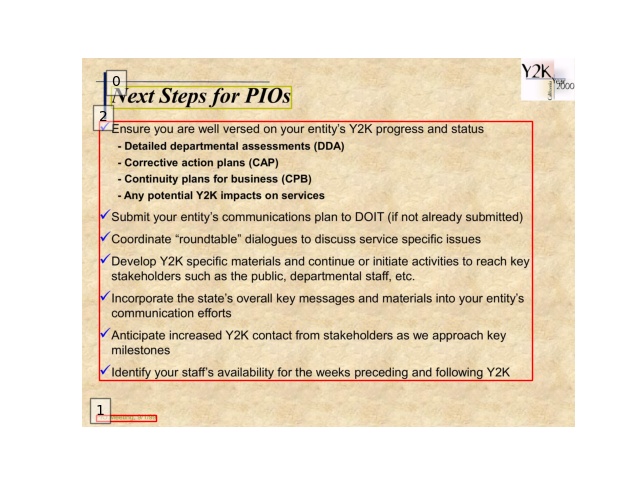 0
Next Steps for PIOs
Y2K
Year
2000
California
2
Ensure you are well versed on your entity’s Y2K progress and status
- Detailed departmental assessments (DDA)
- Corrective action plans (CAP)
- Continuity plans for business (CPB)
- Any potential Y2K impacts on services
Submit your entity’s communications plan to DOIT (if not already submitted)
Coordinate “roundtable” dialogues to discuss service specific issues
Develop Y2K specific materials and continue or initiate activities to reach key
stakeholders such as the public, departmental staff, etc.
Incorporate the state’s overall key messages and materials into your entity’s
communication efforts
Anticipate increased Y2K contact from stakeholders as we approach key
milestones
Identify your staff’s availability for the weeks preceding and following Y2K
1